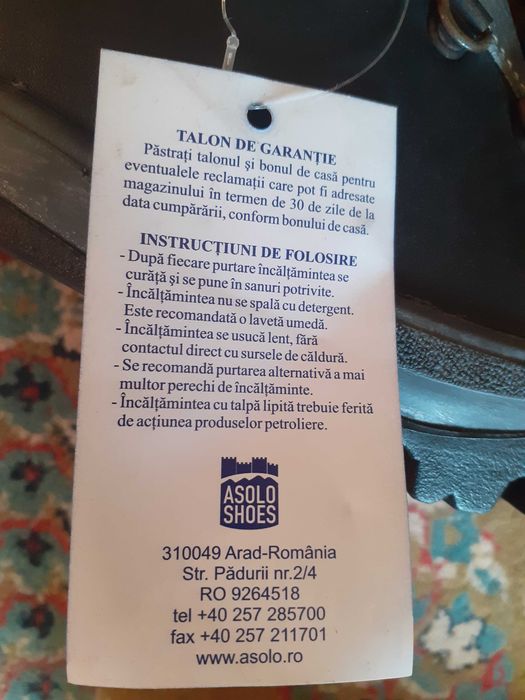 TALON DE GARANȚIE
Păstrați talonul și bonul de casă pentru
eventualele reclamații care pot fi adresate
magazinului în termen de 30 de zile de la
data cumpărării, conform bonului de casă.
INSTRUCȚIUNI DE FOLOSIRE
- După fiecare purtare încălțămintea se
curăță și se pune în sanuri potrivite.
- Încălțămintea nu se spală cu detergent.
Este recomandată o lavetă umedă.
- Încălțămintea se usucă lent, fără
contactul direct cu sursele de căldură.
- Se recomandă purtarea alternativă a mai
multor perechi de încălțăminte.
- Încălțămintea cu talpă lipită trebuie ferită
de acțiunea produselor petroliere.
ASOLO
SHOES
310049 Arad-România
Str. Pădurii nr.2/4
RO 9264518
tel +40 257 285700
fax +40 257 211701
www.asolo.ro